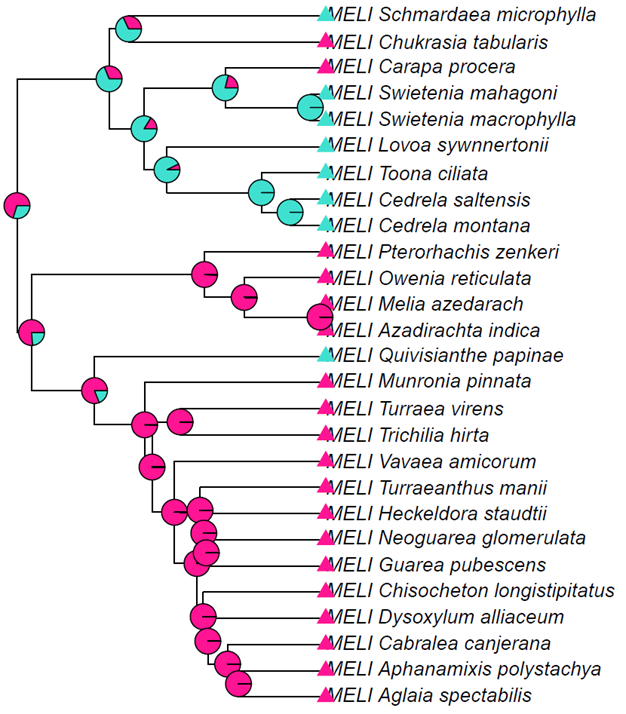 MELI Schmardaea microphylla
MELI Chukrasia tabularis
MELI Carapa procera
MELI Swietenia mahagoni
MELI Swietenia macrophylla
MELI Lovoa sywnnertonii
MELI Toona ciliata
MELI Cedrela saltensis
MELI Cedrela montana
MELI Pterorhachis zenkeri
MELI Owenia reticulata
MELI Melia azedarach
MELI Azadirachta indica
MELI Quivisianthe papinae
MELI Munronia pinnata
MELI Turraea virens
MELI Trichilia hirta
MELI Vavaea amicorum
MELI Turraeanthus manii
MELI Heckeldora staudtii
MELI Neoguarea glomerulata
MELI Guarea pubescens
MELI Chisocheton longistipitatus
MELI Dysoxylum alliaceum
MELI Cabralea canjerana
MELI Aphanamixis polystachya
MELI Aglaia spectabilis